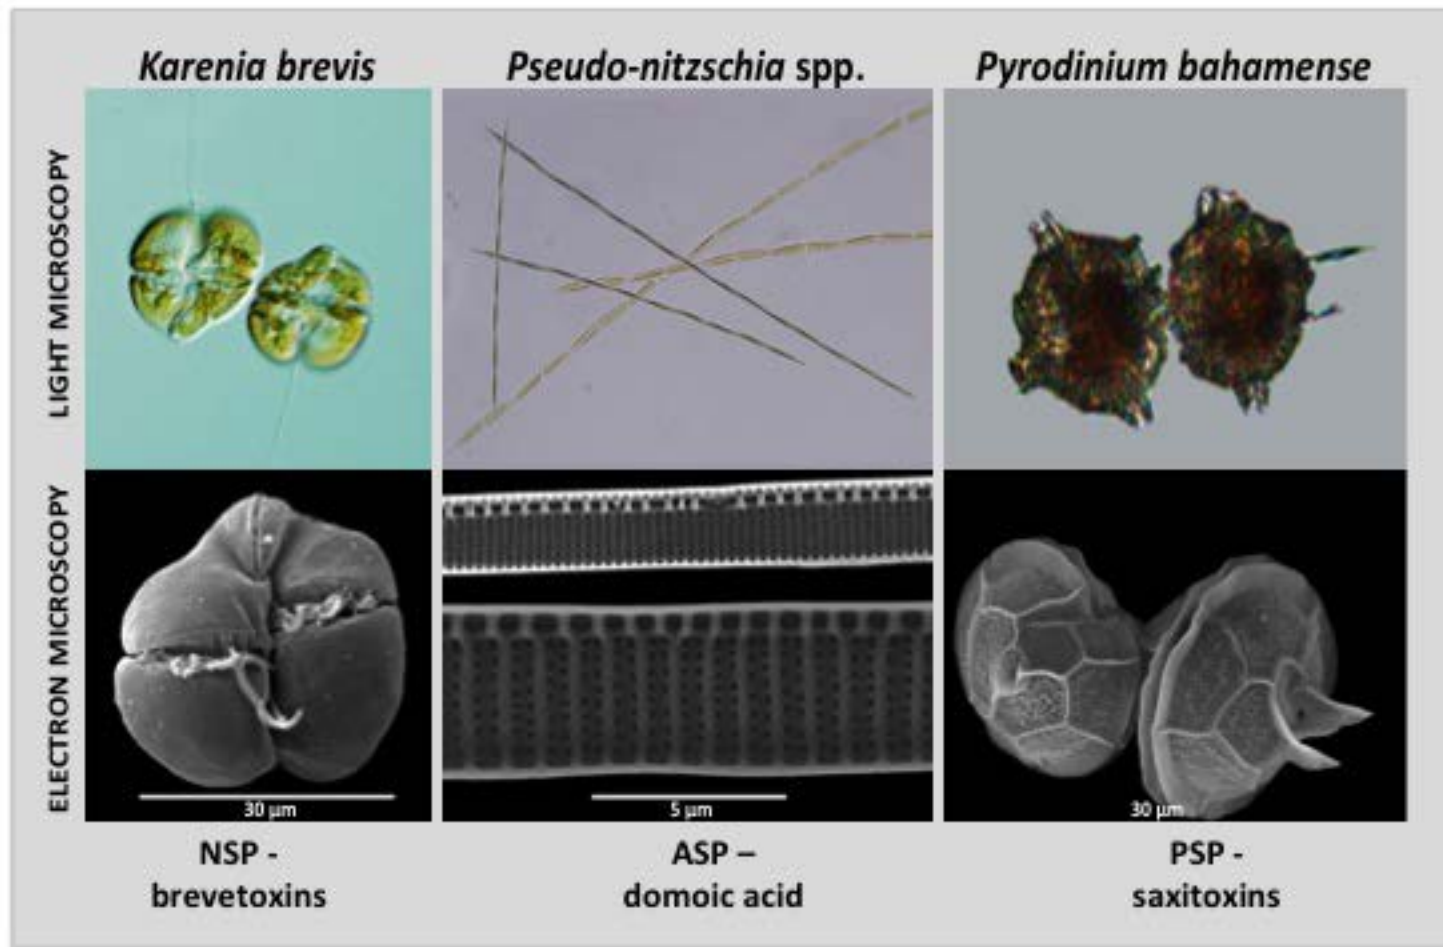 Karenia brevis
Pseudo-nitzschia spp.
Pyrodinium bahamense
LIGHT MICROSCOPY
ELECTRON MICROSCOPY
30 µm
5 µm
30 µm
NSP -
brevetoxins
ASP –
domoic acid
PSP -
saxitoxins